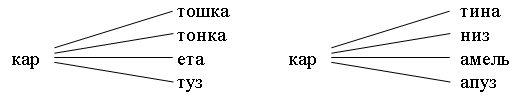 тошка тина
тонка низ
кар ета кар амель
туз апуз